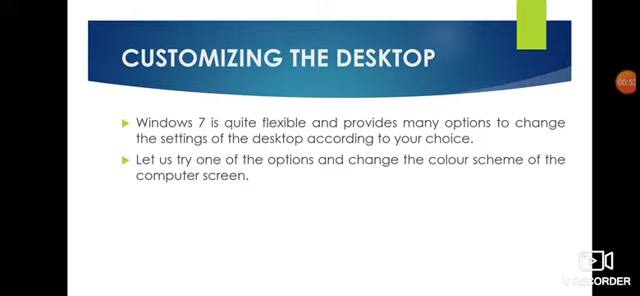 CUSTOMIZING THE DESKTOP
Windows 7 is quite flexible and provides many options to change
the settings of the desktop according to your choice.
Let us try one of the options and change the colour scheme of the
computer screen.
00:53
V RECORDER